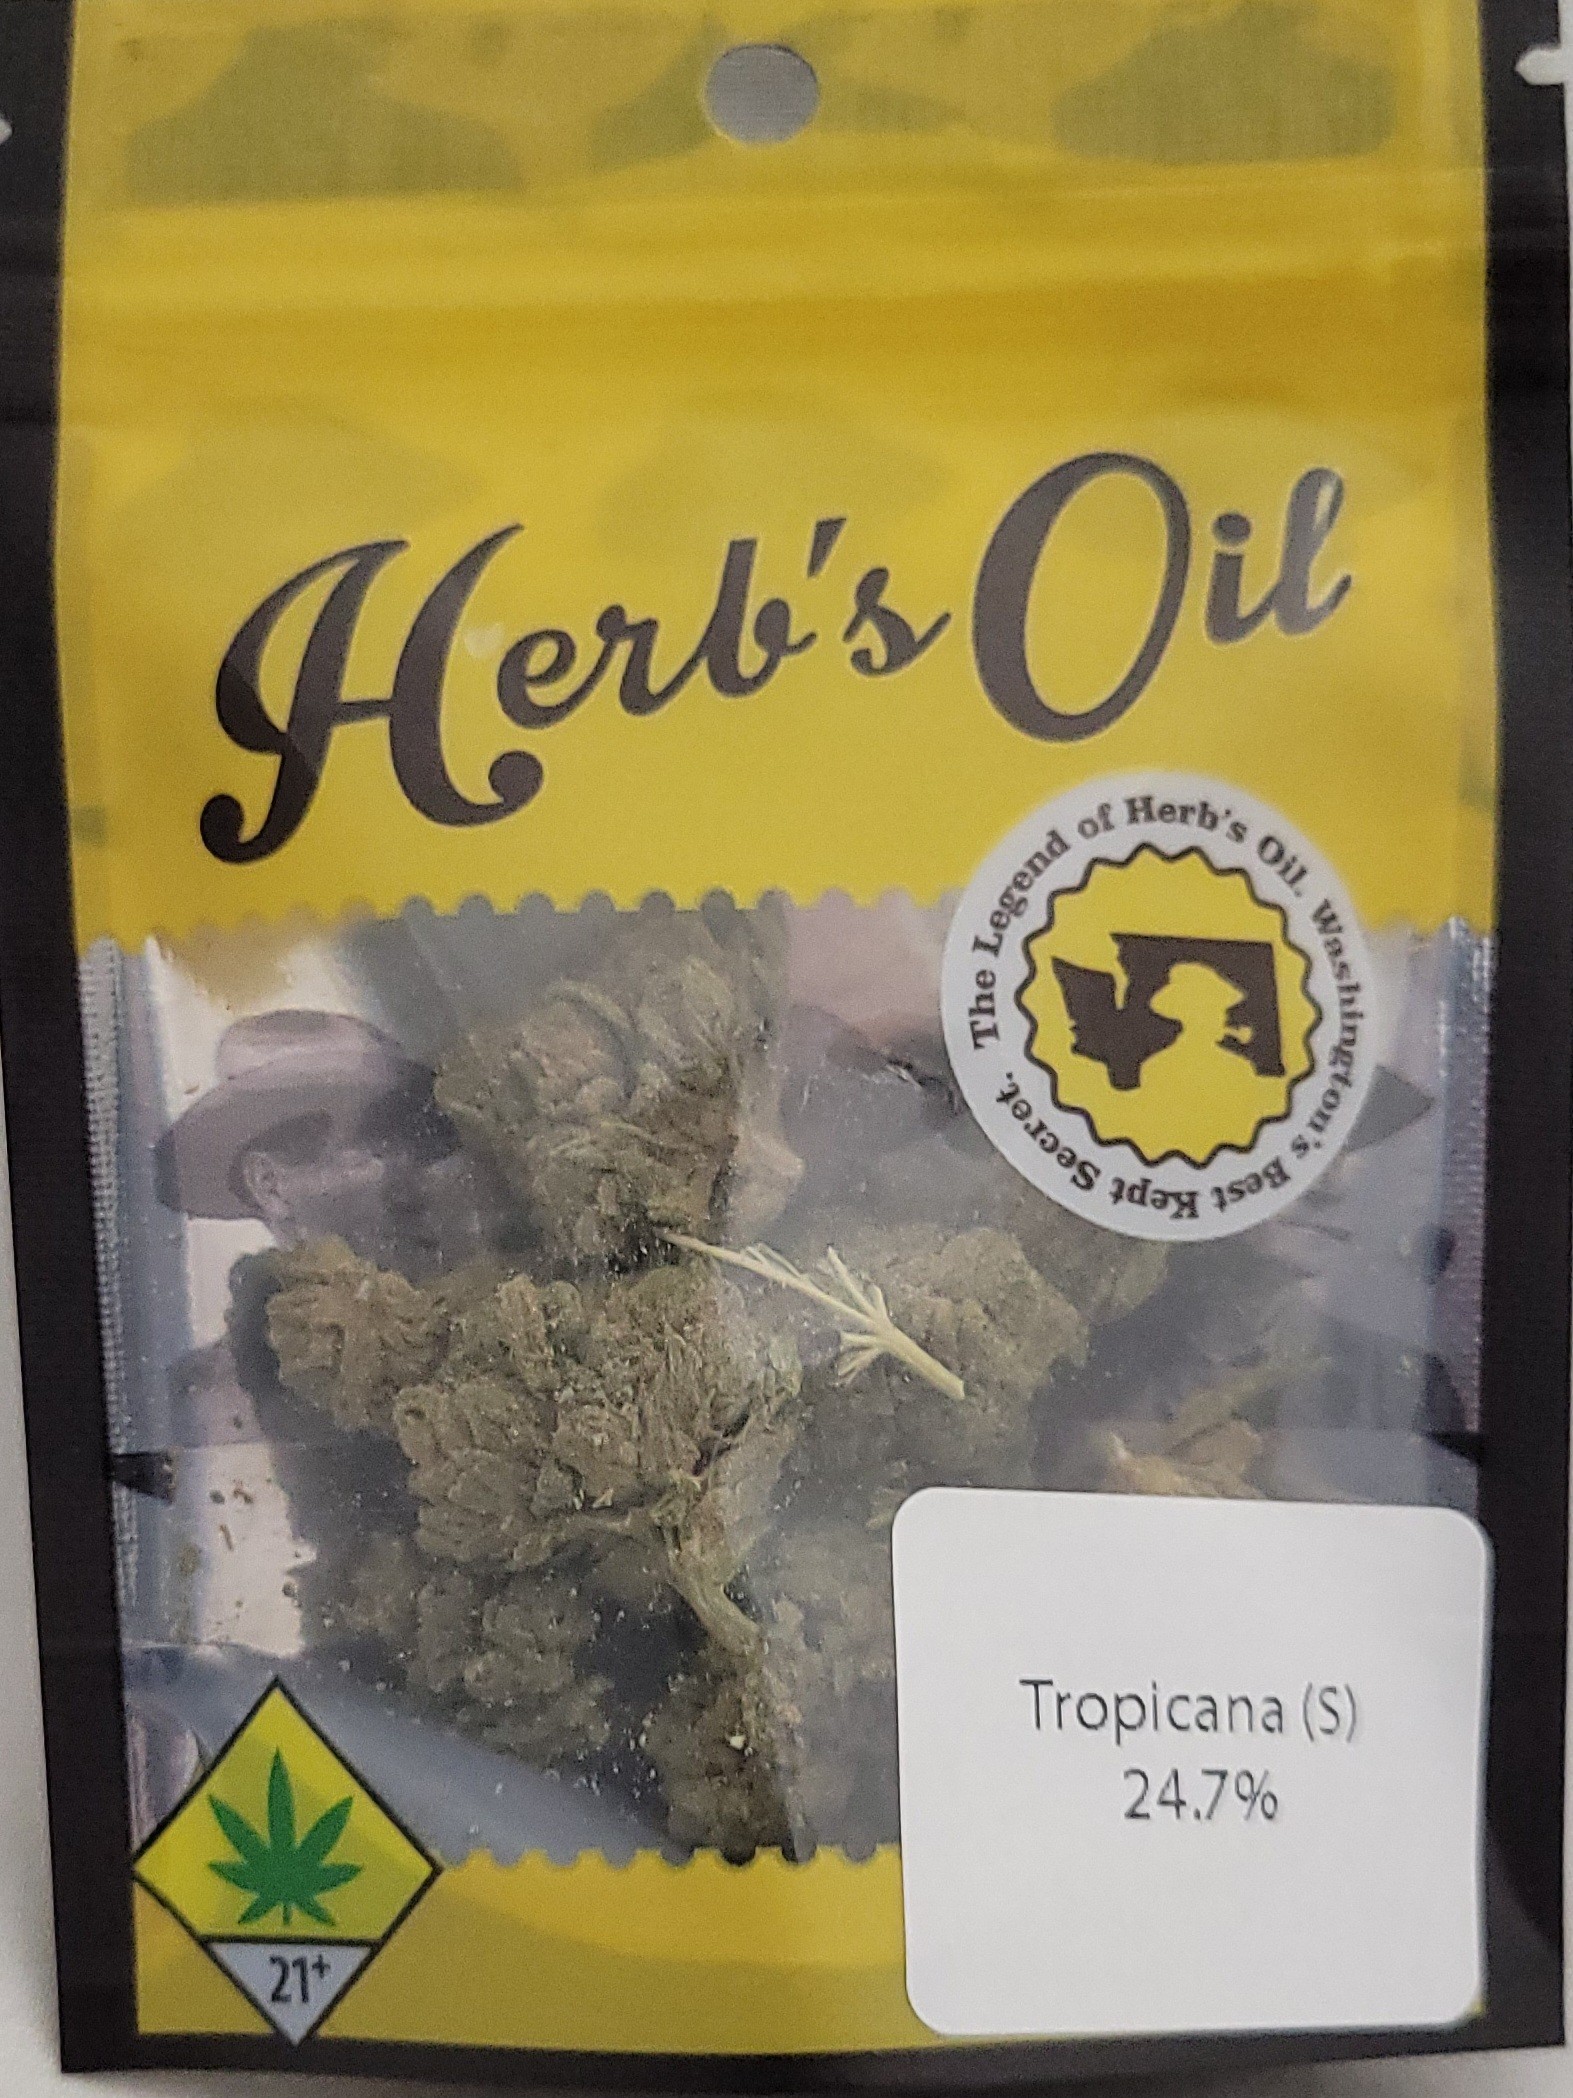 Herb's Oil
The Legend of Herb's Oil. Washington's Best Kept Secret.
Tropicana (S)
24.7%
21+